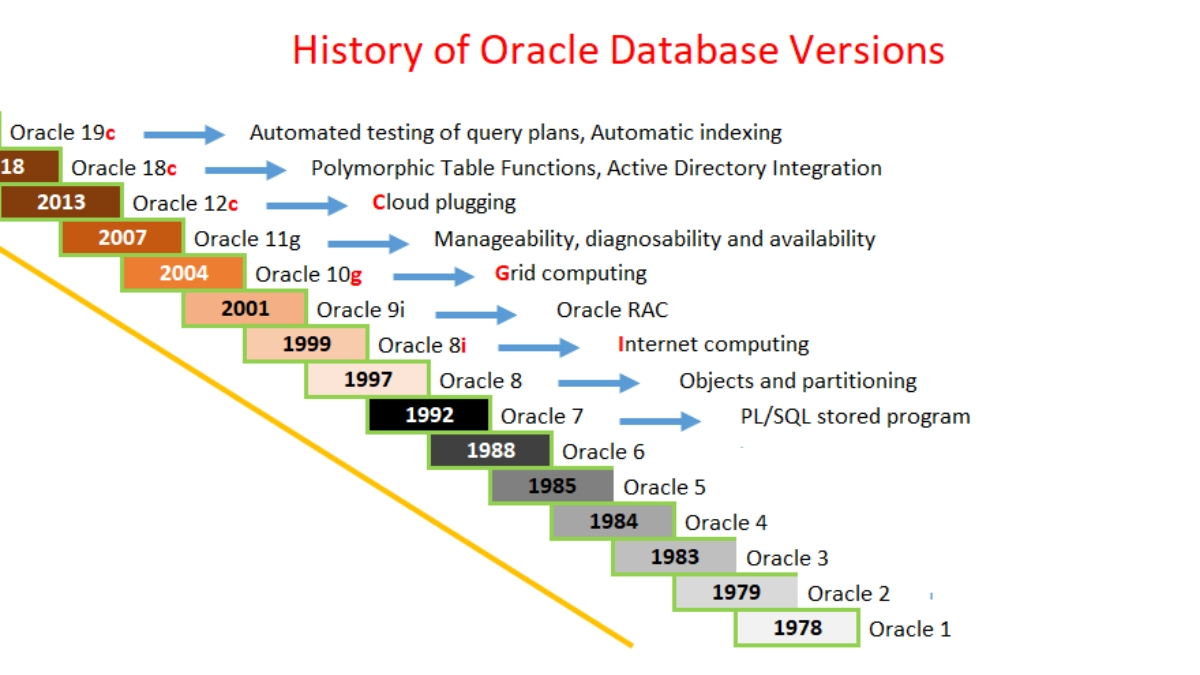 History of Oracle Database Versions
Oracle 19c Automated testing of query plans, Automatic indexing
18 Oracle 18c Polymorphic Table Functions, Active Directory Integration
2013 Oracle 12c Cloud plugging
2007 Oracle 11g Manageability, diagnosability and availability
2004 Oracle 10g Grid computing
2001 Oracle 9i Oracle RAC
1999 Oracle 8i Internet computing
1997 Oracle 8 Objects and partitioning
1992 Oracle 7 PL/SQL stored program
1988 Oracle 6
1985 Oracle 5
1984 Oracle 4
1983 Oracle 3
1979 Oracle 2
1978 Oracle 1